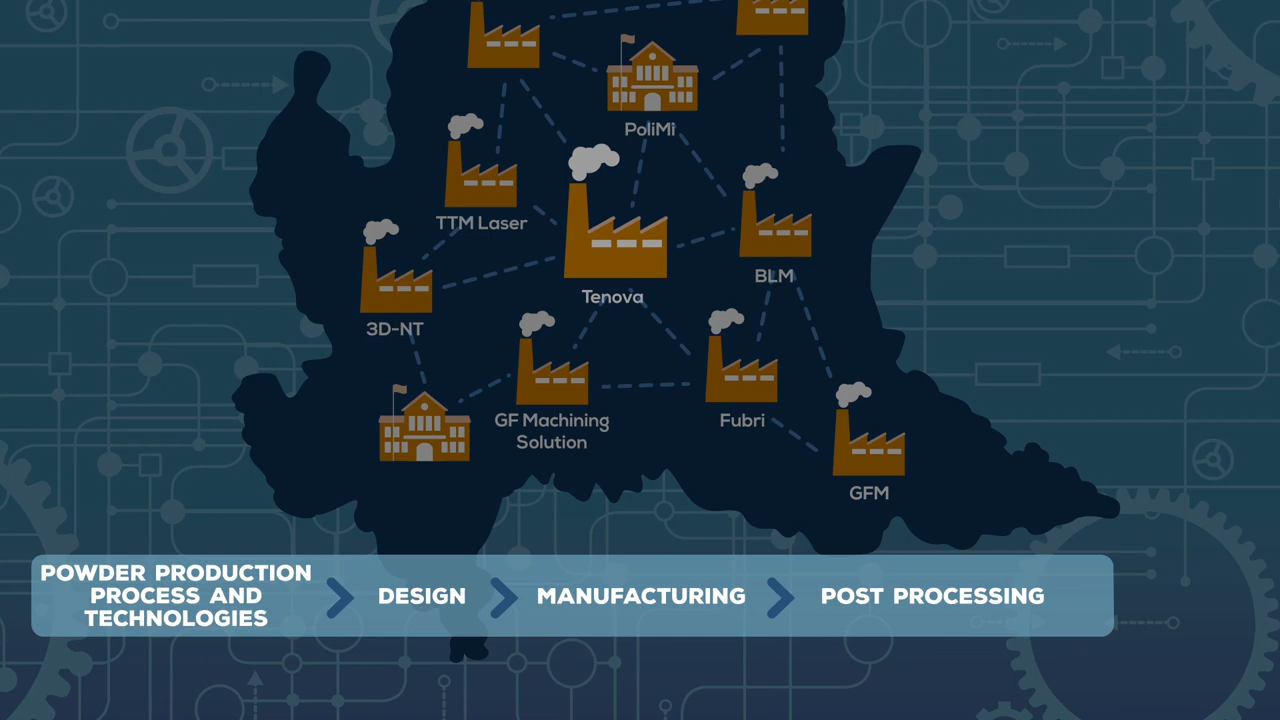 PoliMi
TTM Laser
BLM
Tenova
3D-NT
GF Machining
Solution
Fubri
GFM
POWDER PRODUCTION
PROCESS AND
TECHNOLOGIES
DESIGN
MANUFACTURING
POST PROCESSING